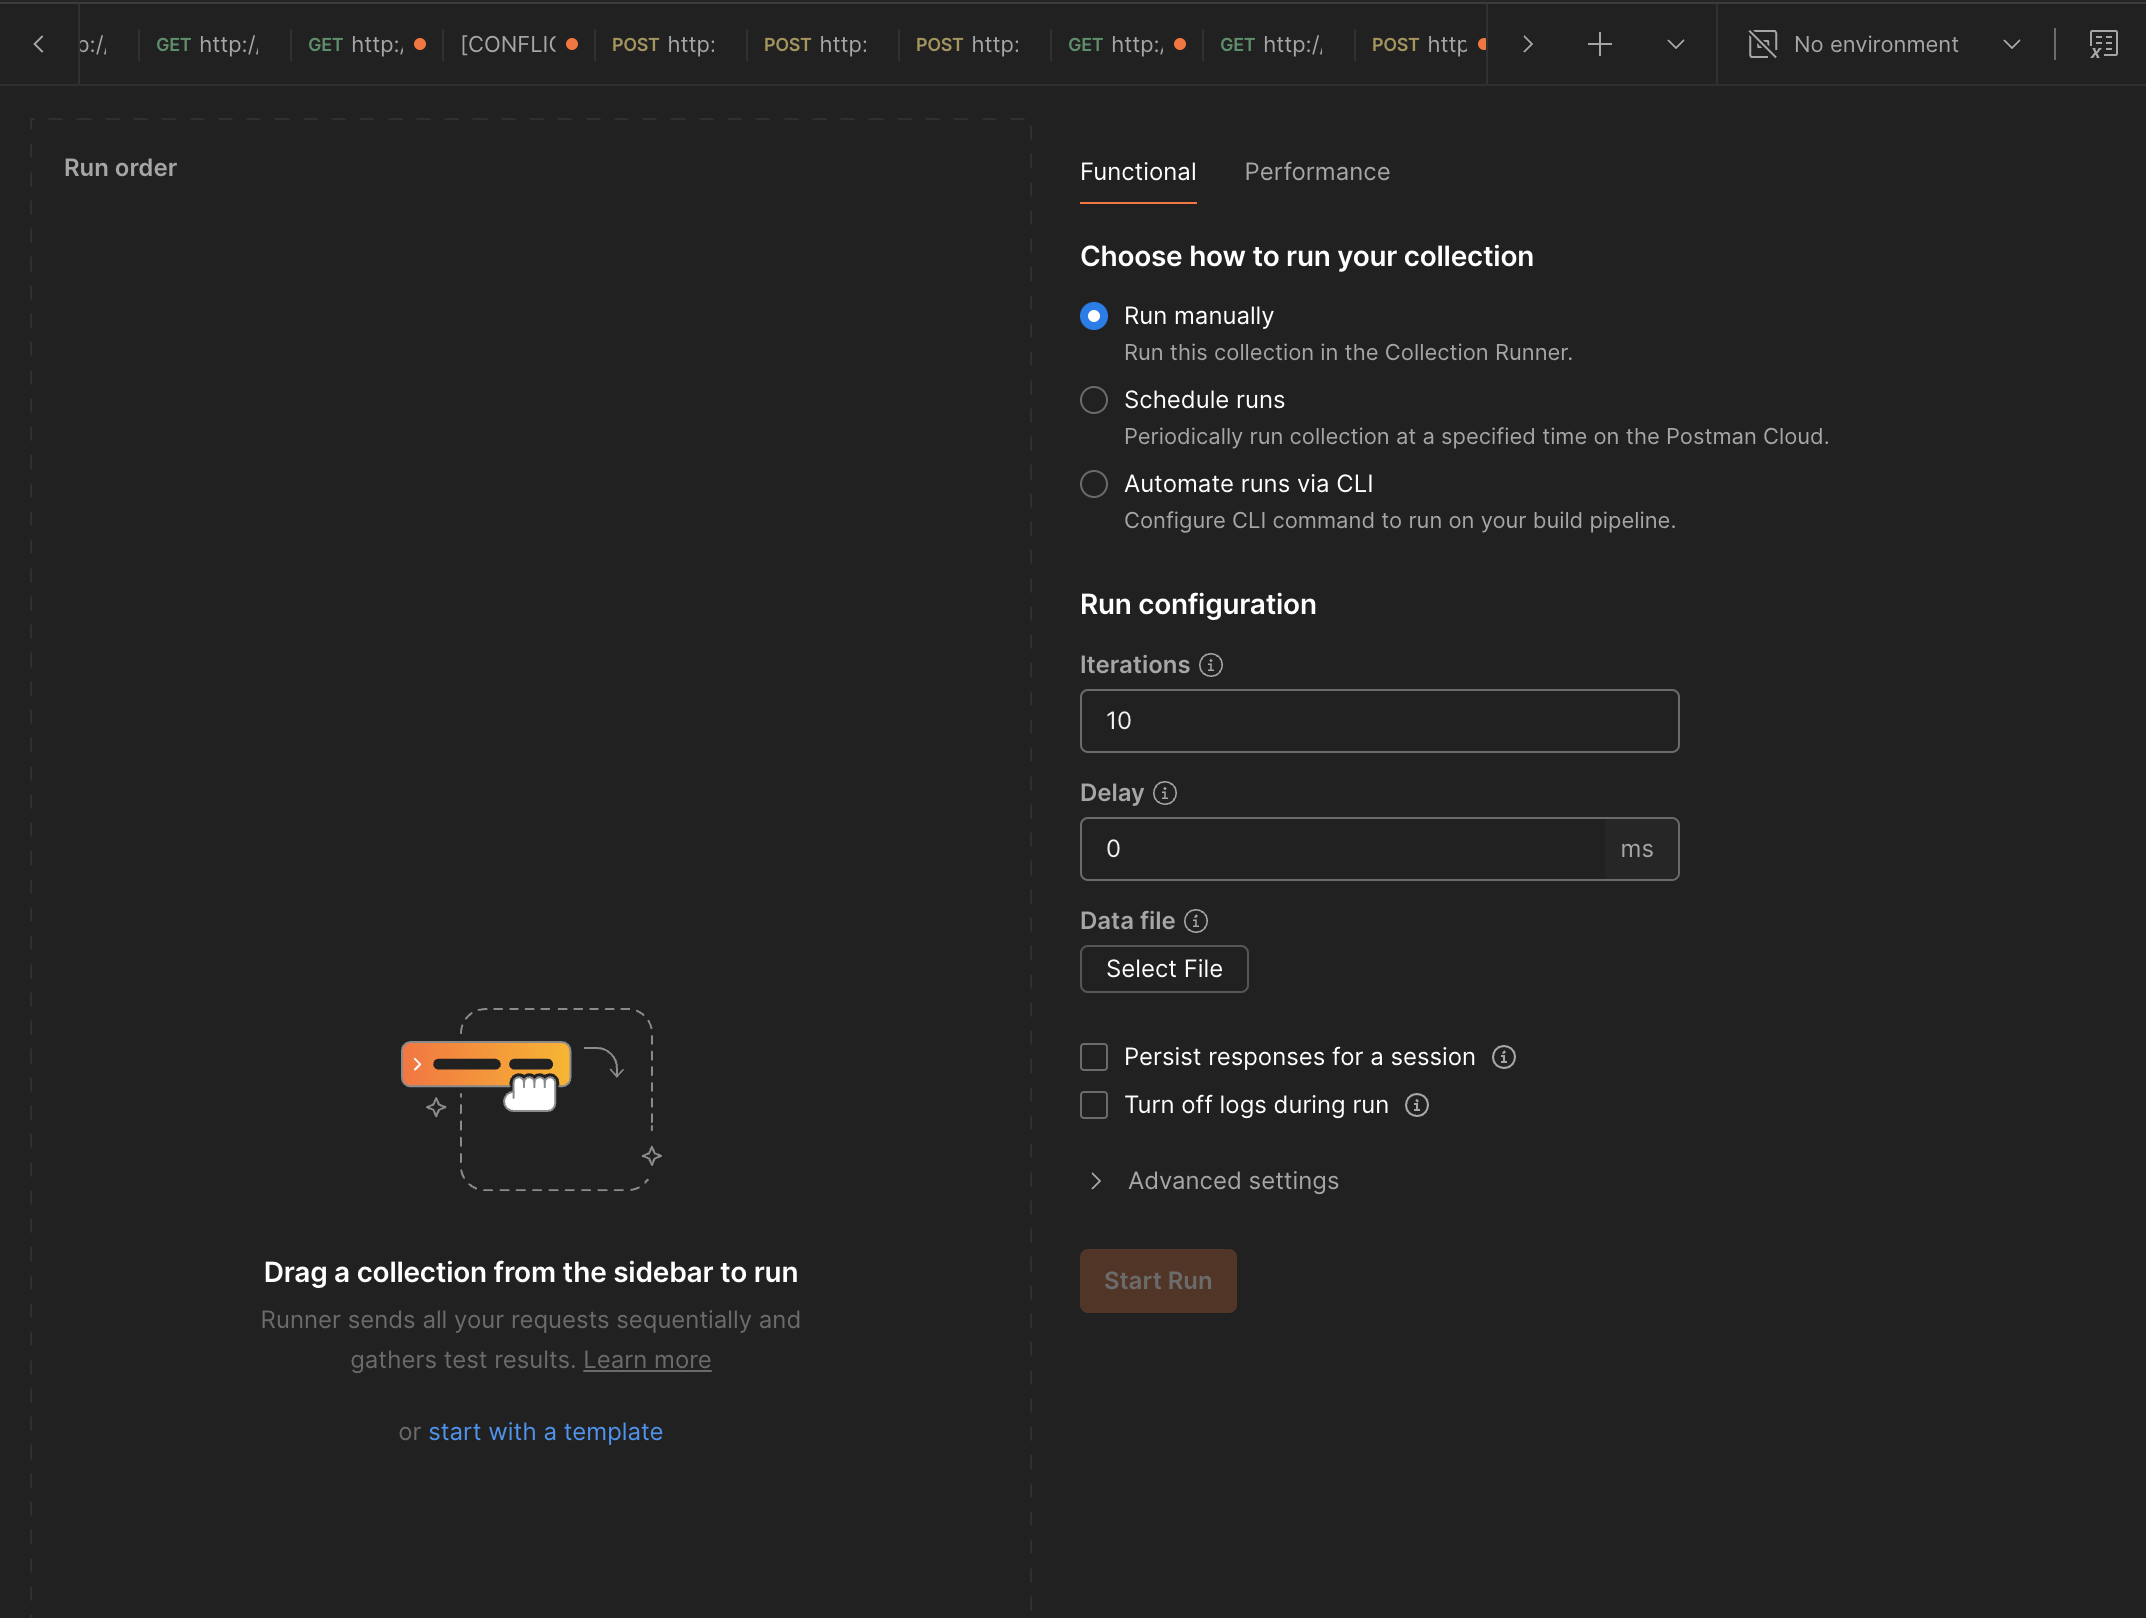 GET http:/
GET http:/
[CONFLIC
POST http:
POST http:
POST http:
GET http:/
GET http:/
POST http
No environment
Run order
Drag a collection from the sidebar to run
Runner sends all your requests sequentially and
gathers test results. Learn more
or start with a template
Functional
Performance
Choose how to run your collection
Run manually
Run this collection in the Collection Runner.
Schedule runs
Periodically run collection at a specified time on the Postman Cloud.
Automate runs via CLI
Configure CLI command to run on your build pipeline.
Run configuration
Iterations
10
Delay
0 ms
Data file
Select File
Persist responses for a session
Turn off logs during run
Advanced settings
Start Run